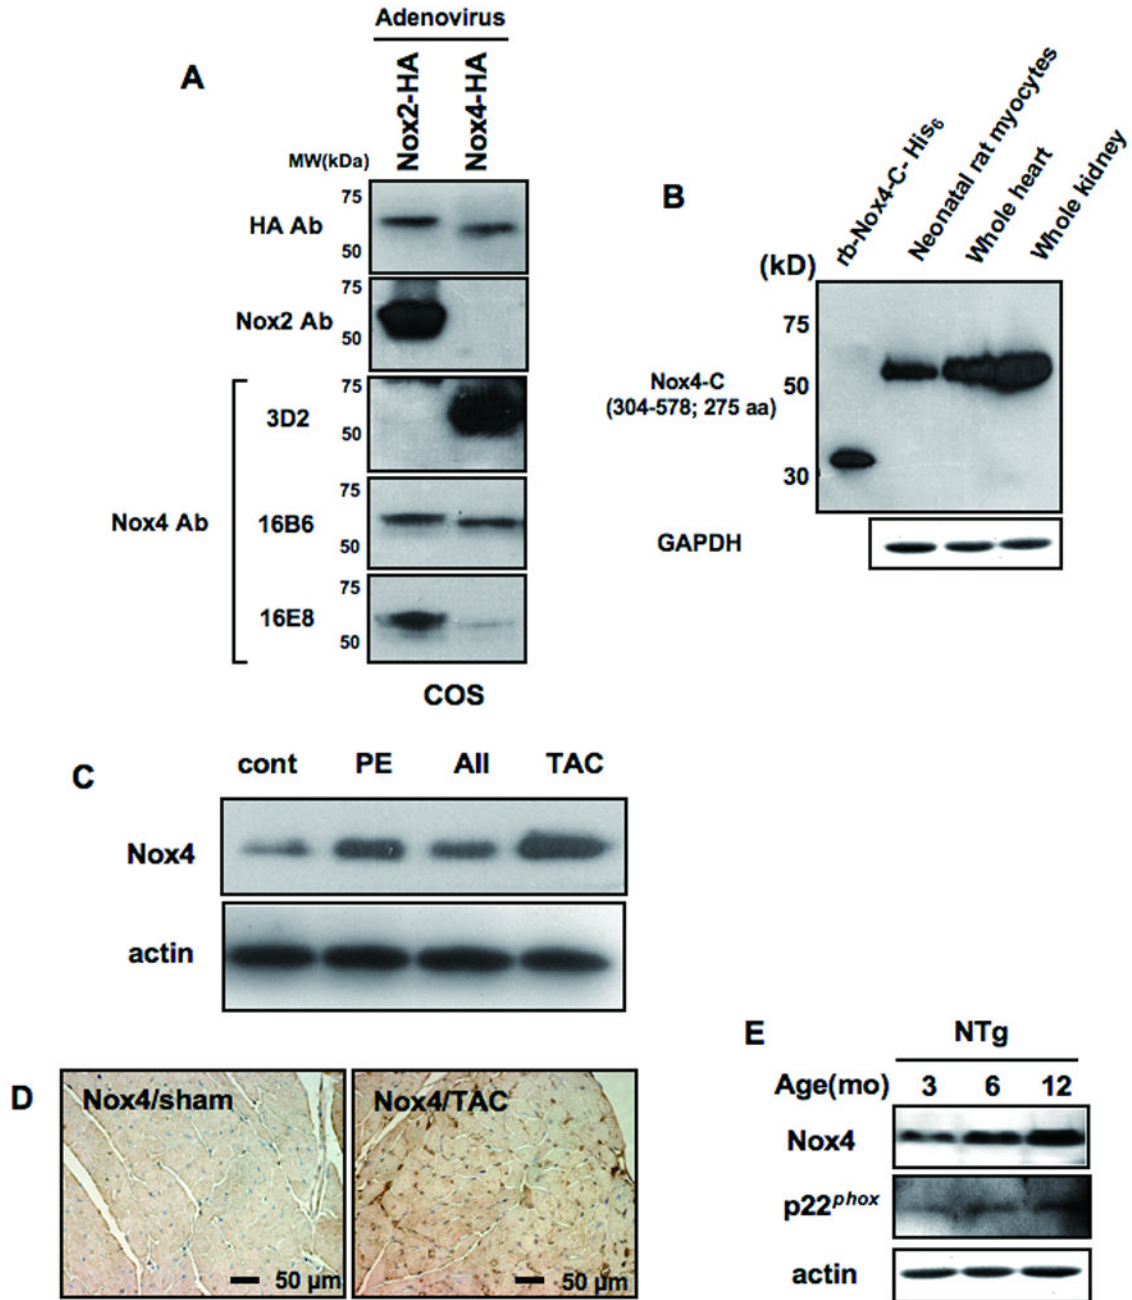 Adenovirus
A
Nox2-HA
Nox4-HA
MW(kDa)
75
HA Ab
50
75
Nox2 Ab
50
75
3D2
50
75
Nox4 Ab
16B6
50
75
16E8
50
COS
B
rb-Nox4-C- His₆
Neonatal rat myocytes
Whole heart
Whole kidney
(kD)
75
Nox4-C
(304-578; 275 aa)
50
30
GAPDH
C
cont PE AII TAC
Nox4
actin
D
Nox4/sham
Nox4/TAC
50 µm
50 µm
E
NTg
Age(mo) 3 6 12
Nox4
p22phox
actin